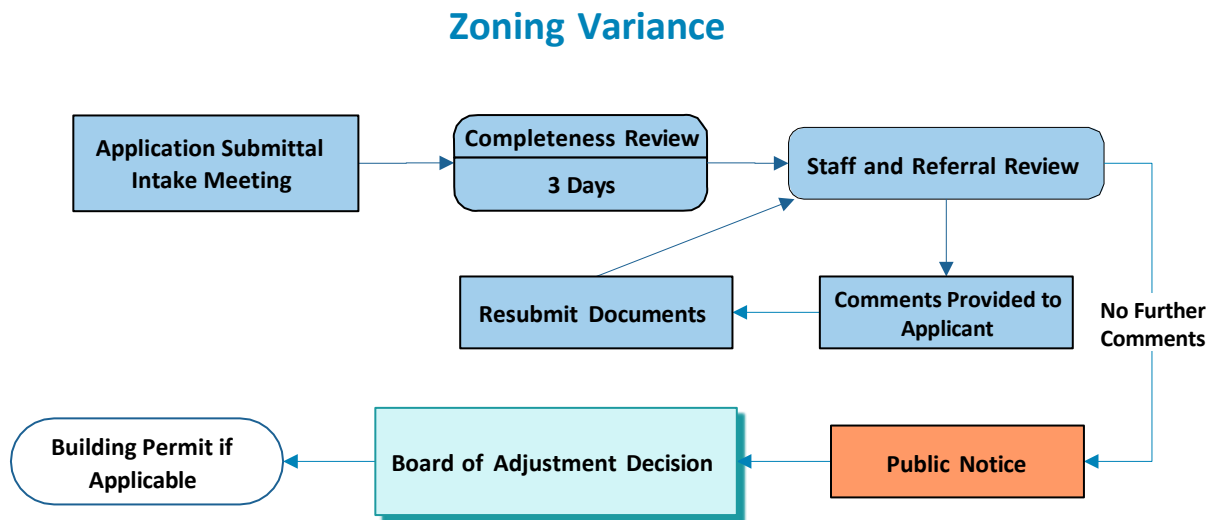 Zoning Variance
Application Submittal
Intake Meeting
Completeness Review
3 Days
Staff and Referral Review
Resubmit Documents
Comments Provided to
Applicant
No Further
Comments
Building Permit if
Applicable
Board of Adjustment Decision
Public Notice